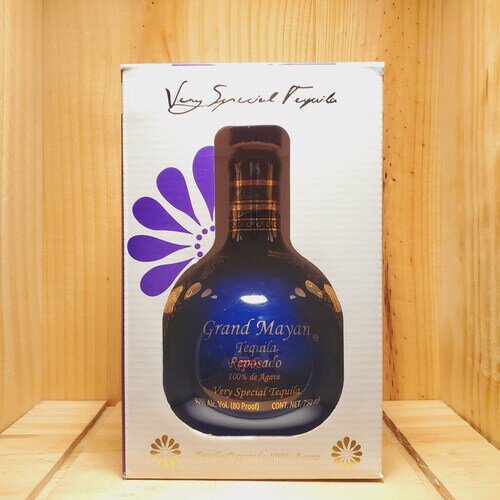 Very Special Tequila
Grand Mayan®
Tequila
Reposado
100% de Agave
Very Special Tequila
40% Alc. Vol. (80 Proof) CONT. NET. 750 ml
Tequila Reposado 100% Agave